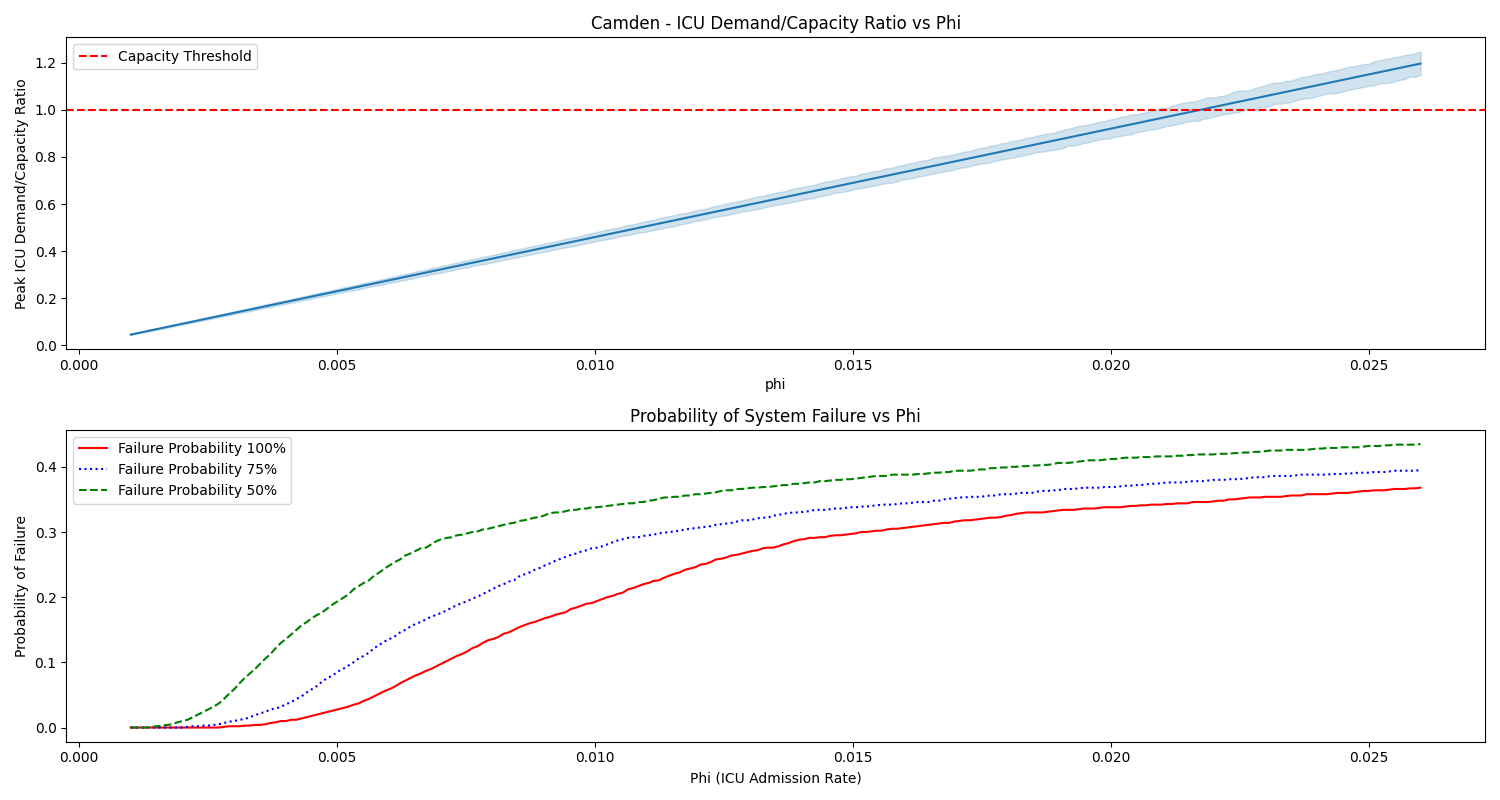 Camden - ICU Demand/Capacity Ratio vs Phi
Capacity Threshold
Peak ICU Demand/Capacity Ratio
1.2
1.0
0.8
0.6
0.4
0.2
0.0
0.000 0.005 0.010 0.015 0.020 0.025
phi
Probability of System Failure vs Phi
Failure Probability 100%
Failure Probability 75%
Failure Probability 50%
Probability of Failure
0.4
0.3
0.2
0.1
0.0
0.000 0.005 0.010 0.015 0.020 0.025
Phi (ICU Admission Rate)